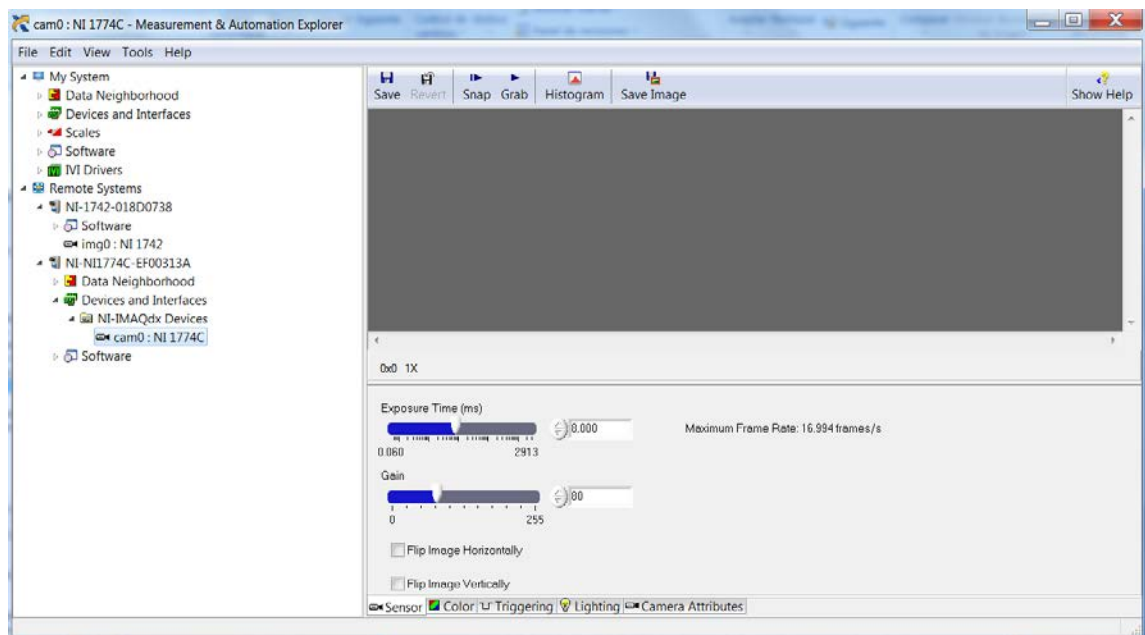 cam0 : NI 1774C - Measurement & Automation Explorer
File Edit View Tools Help
My System
Data Neighborhood
Devices and Interfaces
Scales
Software
IVI Drivers
Remote Systems
NI-1742-018D0738
Software
img0 : NI 1742
NI-NI1774C-EF00313A
Data Neighborhood
Devices and Interfaces
NI-IMAQdx Devices
cam0 : NI 1774C
Software
Save Revert Snap Grab Histogram Save Image Show Help
0x0 1X
Exposure Time (ms)
8.000 Maximum Frame Rate: 16.994 frames/s
0.060 2913
Gain
80
0 255
Flip Image Horizontally
Flip Image Vertically
Sensor Color Triggering Lighting Camera Attributes